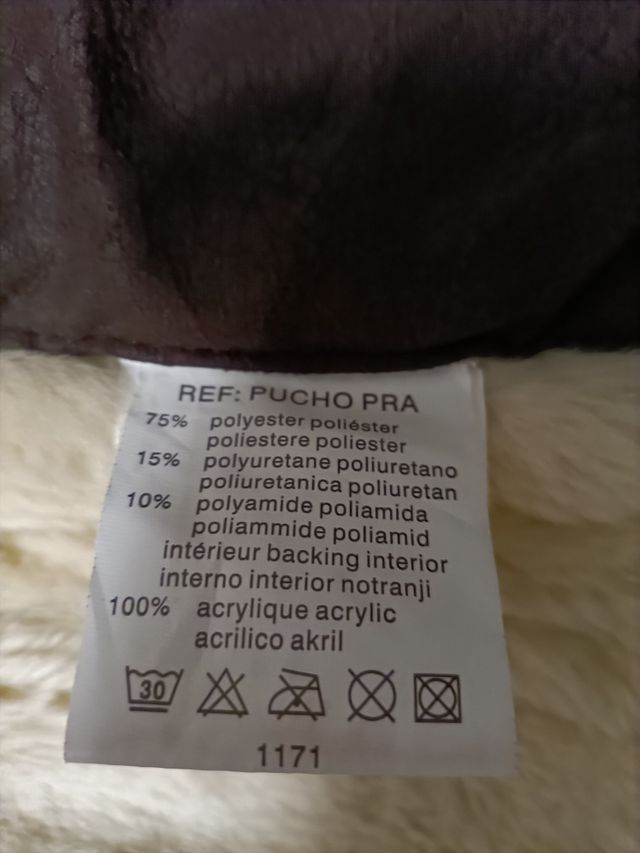 REF: PUCHO PRA
75% polyester poliéster
poliestere poliester
15% polyuretane poliuretano
poliuretanica poliuretan
10% polyamide poliamida
poliammide poliamid
intérieur backing interior
interno interior notranji
100% acrylique acrylic
acrilico akril
30
1171